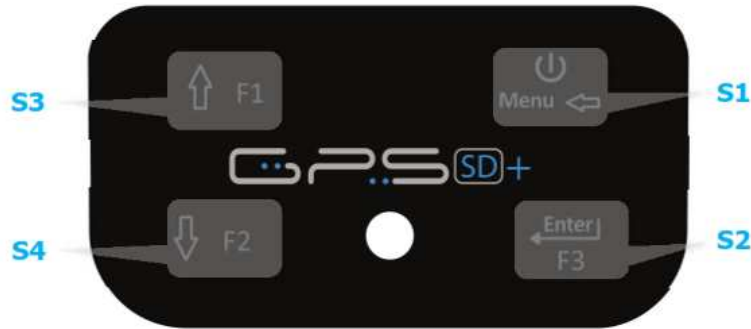 S3
F1
Menu
S1
GPS SD+
S4
F2
Enter
F3
S2